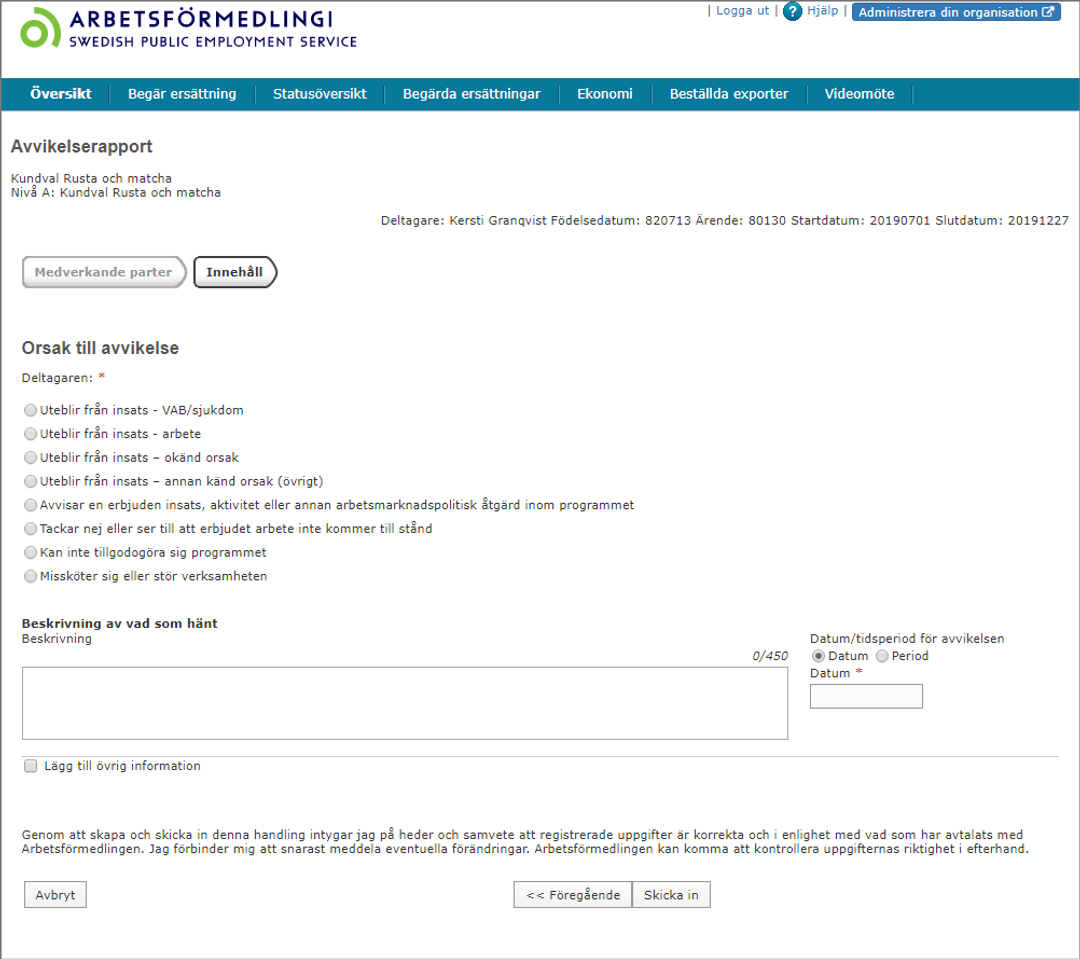 ARBETSFÖRMEDLINGI
SWEDISH PUBLIC EMPLOYMENT SERVICE
| Logga ut | ? Hjälp | Administrera din organisation
Översikt Begär ersättning Statusöversikt Begärda ersättningar Ekonomi Beställda exporter Videomöte
Avvikelserapport
Kundval Rusta och matcha
Nivå A: Kundval Rusta och matcha
Deltagare: Kersti Granqvist Födelsedatum: 820713 Ärende: 80130 Startdatum: 20190701 Slutdatum: 20191227
Medverkande parter Innehåll
Orsak till avvikelse
Deltagaren: *
Uteblir från insats - VAB/sjukdom
Uteblir från insats - arbete
Uteblir från insats – okänd orsak
Uteblir från insats – annan känd orsak (övrigt)
Avvisar en erbjuden insats, aktivitet eller annan arbetsmarknadspolitisk åtgärd inom programmet
Tackar nej eller ser till att erbjudet arbete inte kommer till stånd
Kan inte tillgodogöra sig programmet
Missköter sig eller stör verksamheten
Beskrivning av vad som hänt
Beskrivning
0/450
Datum/tidsperiod för avvikelsen
Datum Period
Datum *
Lägg till övrig information
Genom att skapa och skicka in denna handling intygar jag på heder och samvete att registrerade uppgifter är korrekta och i enlighet med vad som har avtalats med
Arbetsförmedlingen. Jag förbinder mig att snarast meddela eventuella förändringar. Arbetsförmedlingen kan komma att kontrollera uppgifternas riktighet i efterhand.
Avbryt << Föregående Skicka in